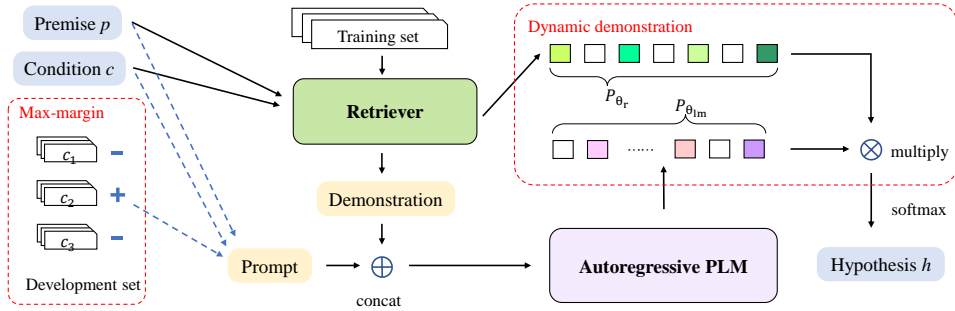 Premise p
Condition c
Max-margin
c1
c2
c3
Development set
Training set
Retriever
Demonstration
Prompt
concat
Dynamic demonstration
Pθr
Pθlm
......
multiply
softmax
Autoregressive PLM
Hypothesis h